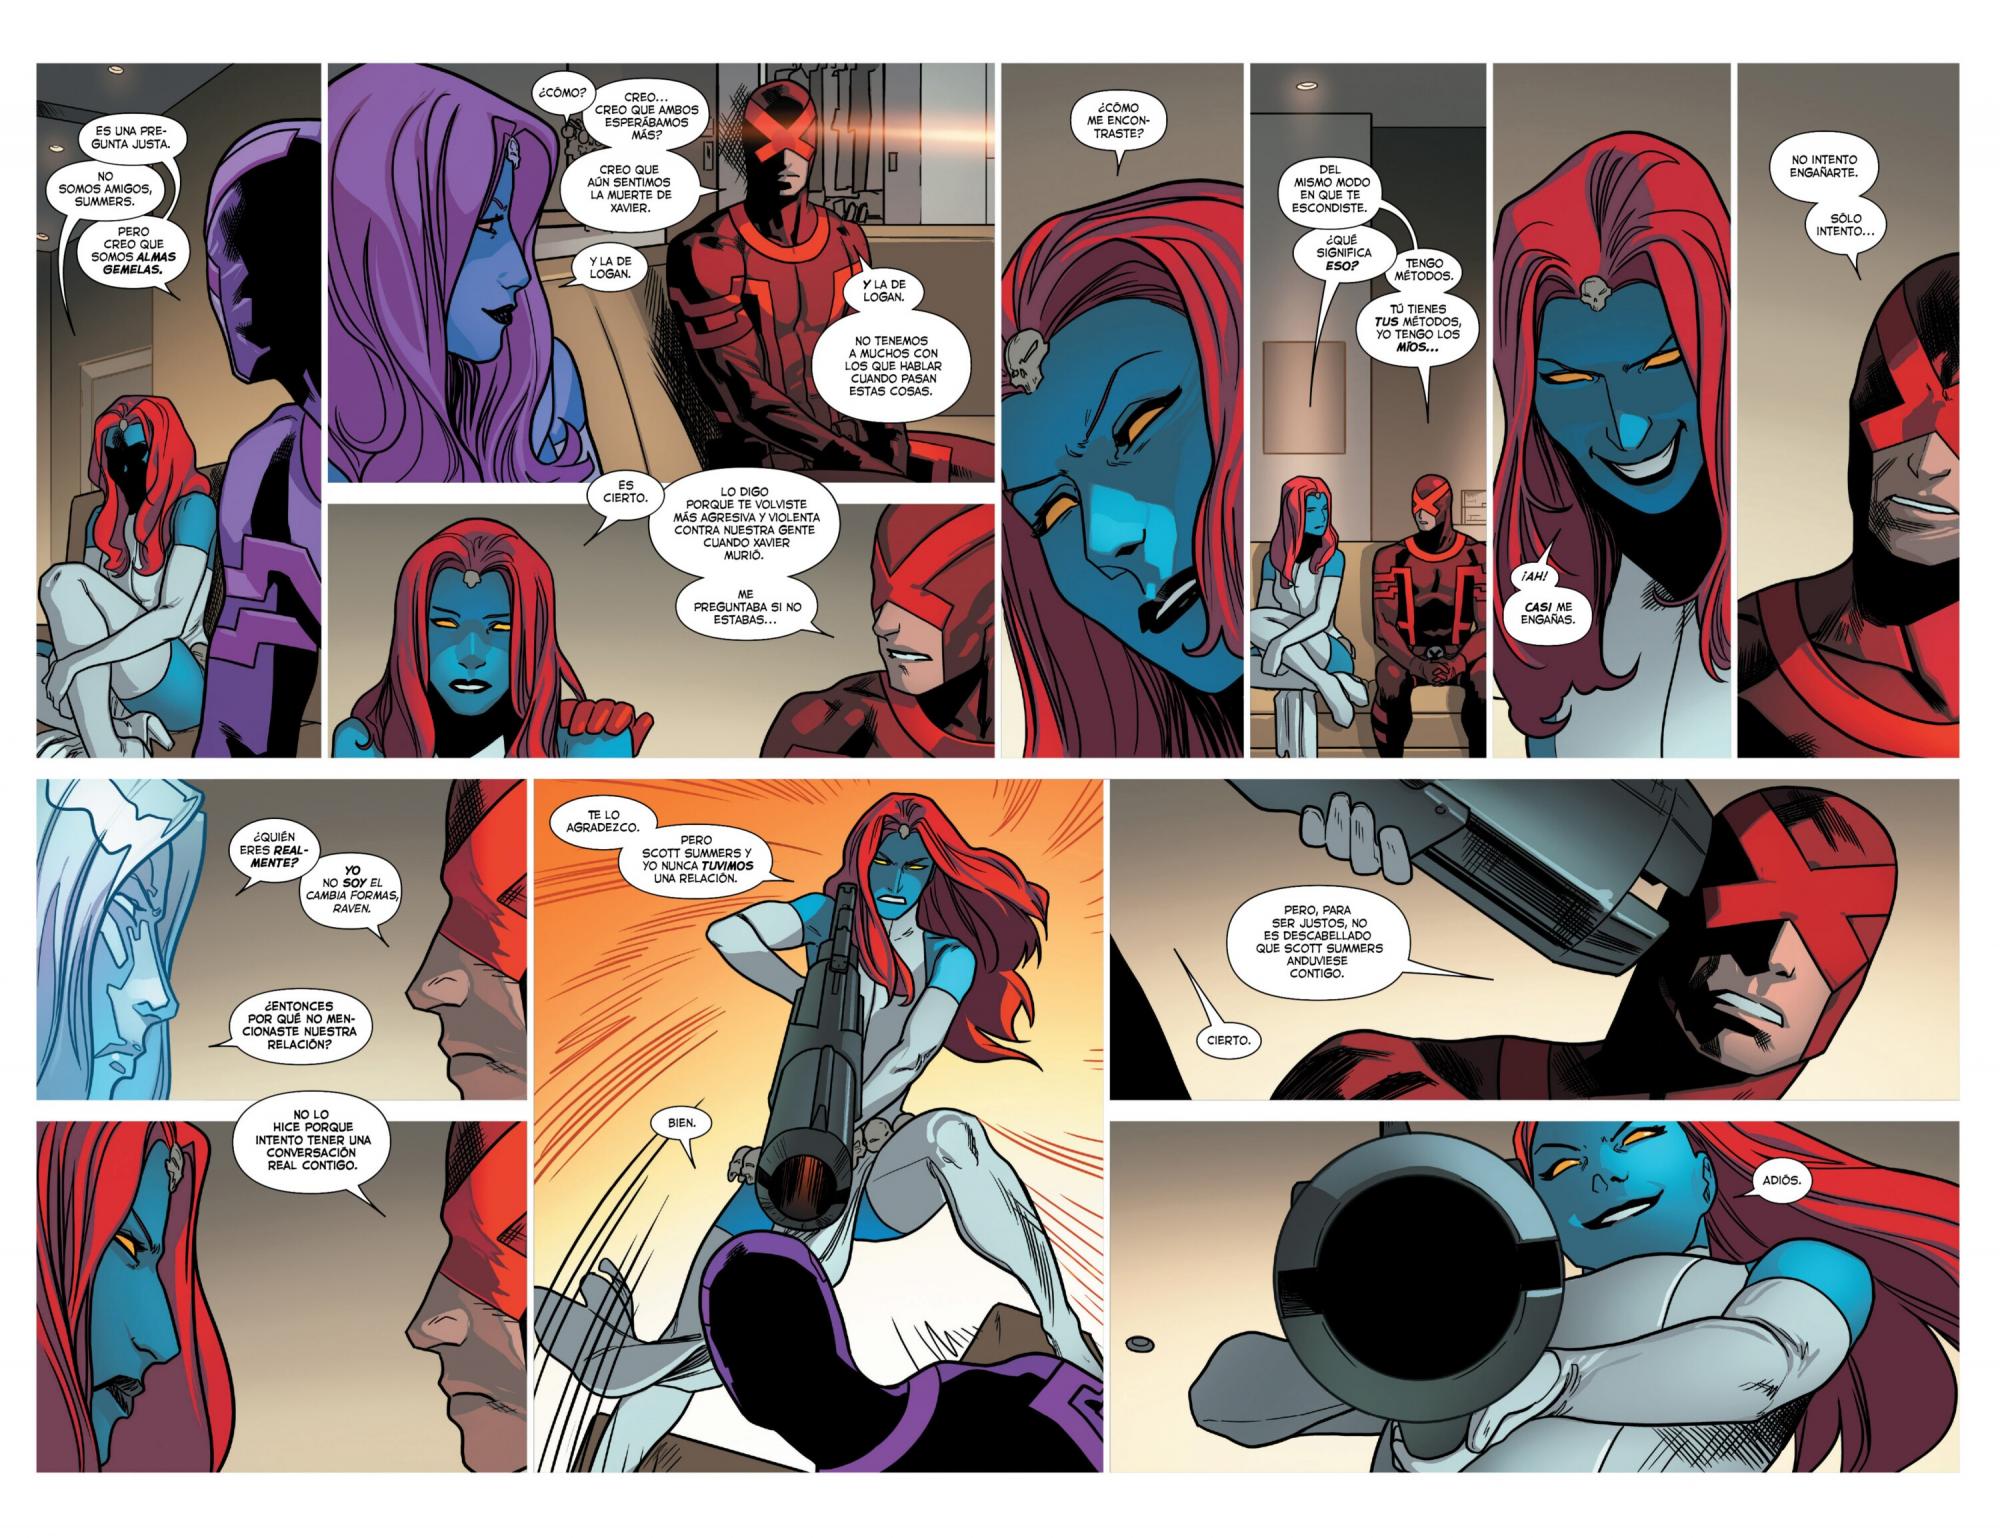 ES UNA PRE-
GUNTA JUSTA.
NO
SOMOS AMIGOS,
SUMMERS.
PERO
CREO QUE
SOMOS ALMAS
GEMELAS.
¿CÓMO?
CREO...
CREO QUE AMBOS
ESPERÁBAMOS
MÁS?
CREO QUE
AÚN SENTIMOS
LA MUERTE DE
XAVIER.
Y LA DE
LOGAN.
Y LA DE
LOGAN.
NO TENEMOS
A MUCHOS CON
LOS QUE HABLAR
CUANDO PASAN
ESTAS COSAS.
ES
CIERTO.
LO DIGO
PORQUE TE VOLVISTE
MÁS AGRESIVA Y VIOLENTA
CONTRA NUESTRA GENTE
CUANDO XAVIER
MURIÓ.
ME
PREGUNTABA SI NO
ESTABAS...
¿CÓMO
ME ENCON-
TRASTE?
DEL
MISMO MODO
EN QUE TE
ESCONDISTE.
¿QUÉ
SIGNIFICA
ESO?
TENGO
MÉTODOS.
TÚ TIENES
TUS MÉTODOS,
YO TENGO LOS
MÍOS...
¡AH!
CASI ME
ENGAÑAS.
NO INTENTO
ENGAÑARTE.
SÓLO
INTENTO...
¿QUIÉN
ERES REAL-
MENTE?
YO
NO SOY EL
CAMBIA FORMAS,
RAVEN.
¿ENTONCES
POR QUÉ NO MEN-
CIONASTE NUESTRA
RELACIÓN?
NO LO
HICE PORQUE
INTENTO TENER UNA
CONVERSACIÓN
REAL CONTIGO.
TE LO
AGRADEZCO.
PERO
SCOTT SUMMERS Y
YO NUNCA TUVIMOS
UNA RELACIÓN.
BIEN.
PERO, PARA
SER JUSTOS, NO
ES DESCABELLADO
QUE SCOTT SUMMERS
ANDUVIESE
CONTIGO.
CIERTO.
ADIÓS.